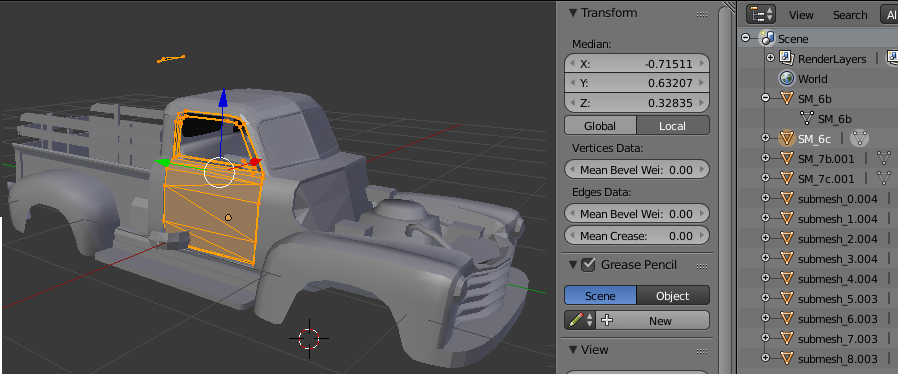 Transform
Median:
X: -0.71511
Y: 0.63207
Z: 0.32835
Global Local
Vertices Data:
Mean Bevel Wei: 0.00
Edges Data:
Mean Bevel Wei: 0.00
Mean Crease: 0.00
Grease Pencil
Scene Object
New
View
View Search Al
Scene
RenderLayers
World
SM_6b
SM_6b
SM_6c
SM_7b.001
SM_7c.001
submesh_0.004
submesh_1.004
submesh_2.004
submesh_3.004
submesh_4.004
submesh_5.003
submesh_6.003
submesh_7.003
submesh_8.003